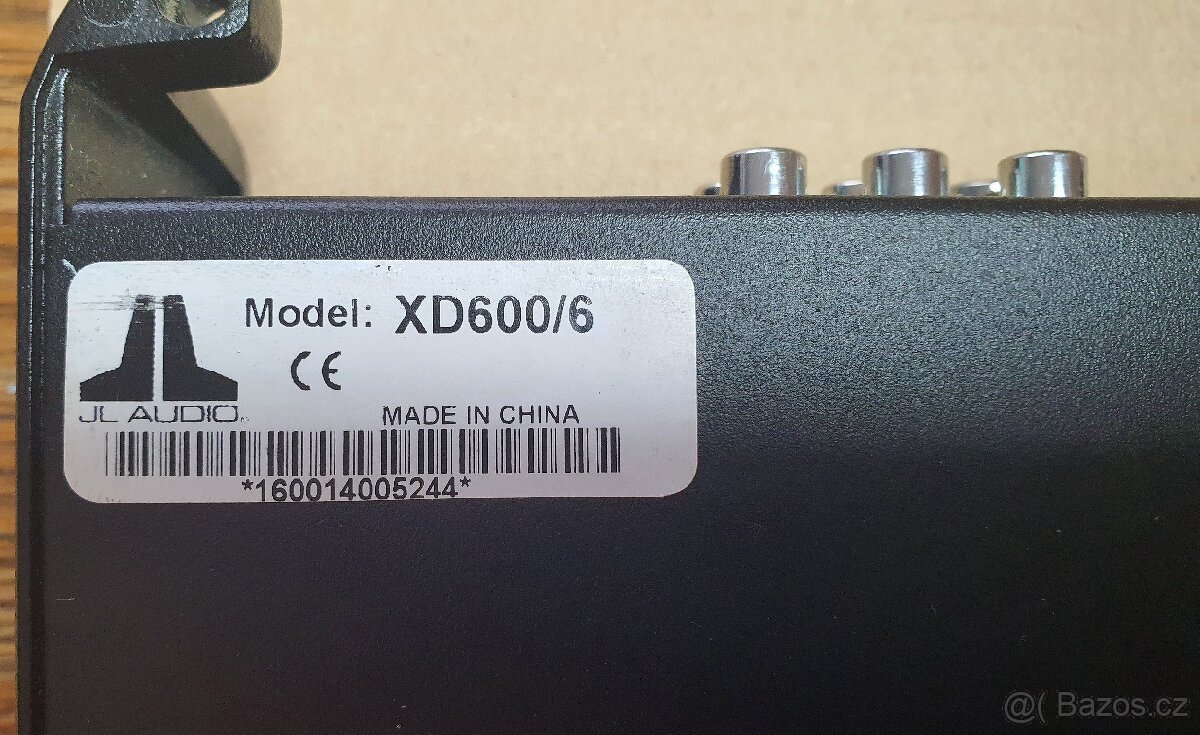 Model: XD600/6
CE
JL AUDIO
MADE IN CHINA
*160014005244*
@( Bazos.cz